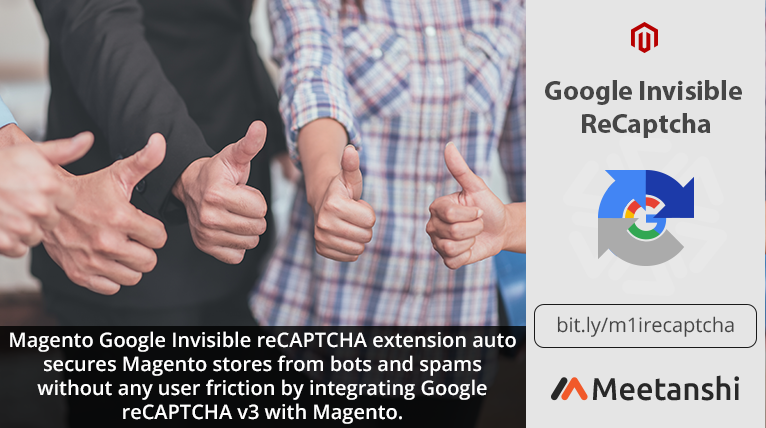 Magento Google Invisible reCAPTCHA extension auto
secures Magento stores from bots and spams
without any user friction by integrating Google
reCAPTCHA v3 with Magento.
Google Invisible
ReCaptcha
bit.ly/m1irecaptcha
Meetanshi